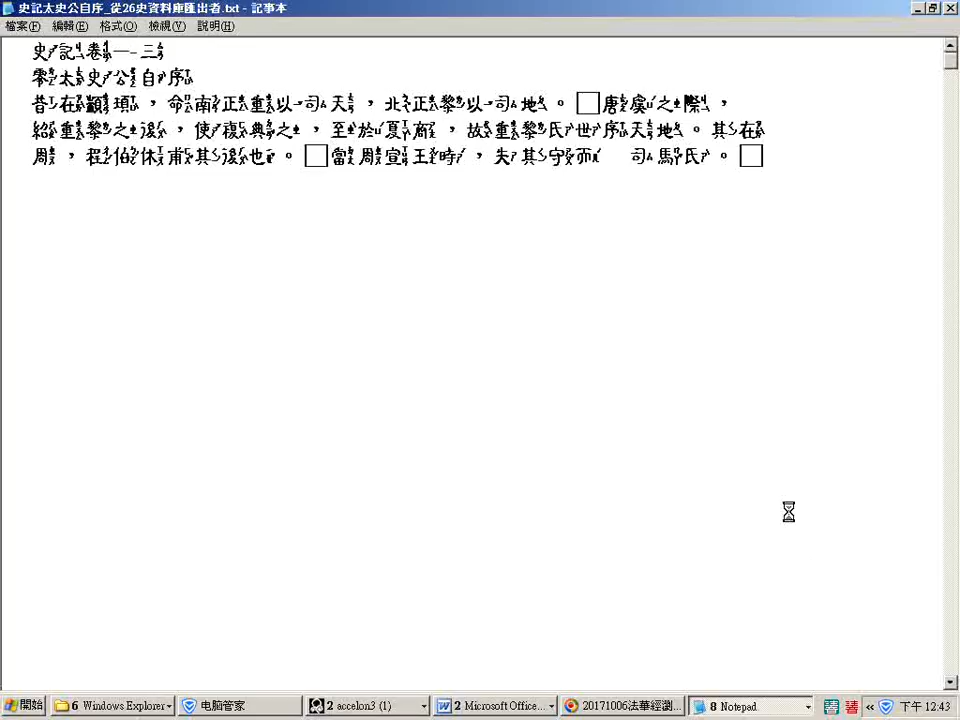 史記太史公自序_從26史資料庫匯出者.txt - 記事本
檔案(F) 編輯(E) 格式(O) 檢視(V) 說明(H)
史記卷一三
零太史公自序
昔在顓頊，命南正重以司天，北正黎以司地。□唐虞之際，
紹重黎之後，使復典之，至於夏商，故重黎氏世序天地。其在
周，程伯休甫其後也。□當周宣王時，失其守而 司馬氏。□
開始 6 Windows Explorer 电脑管家 2 accelon3 (1) 2 Microsoft Office... 20171006法華經瀏... 8 Notepad « 下午 12:43